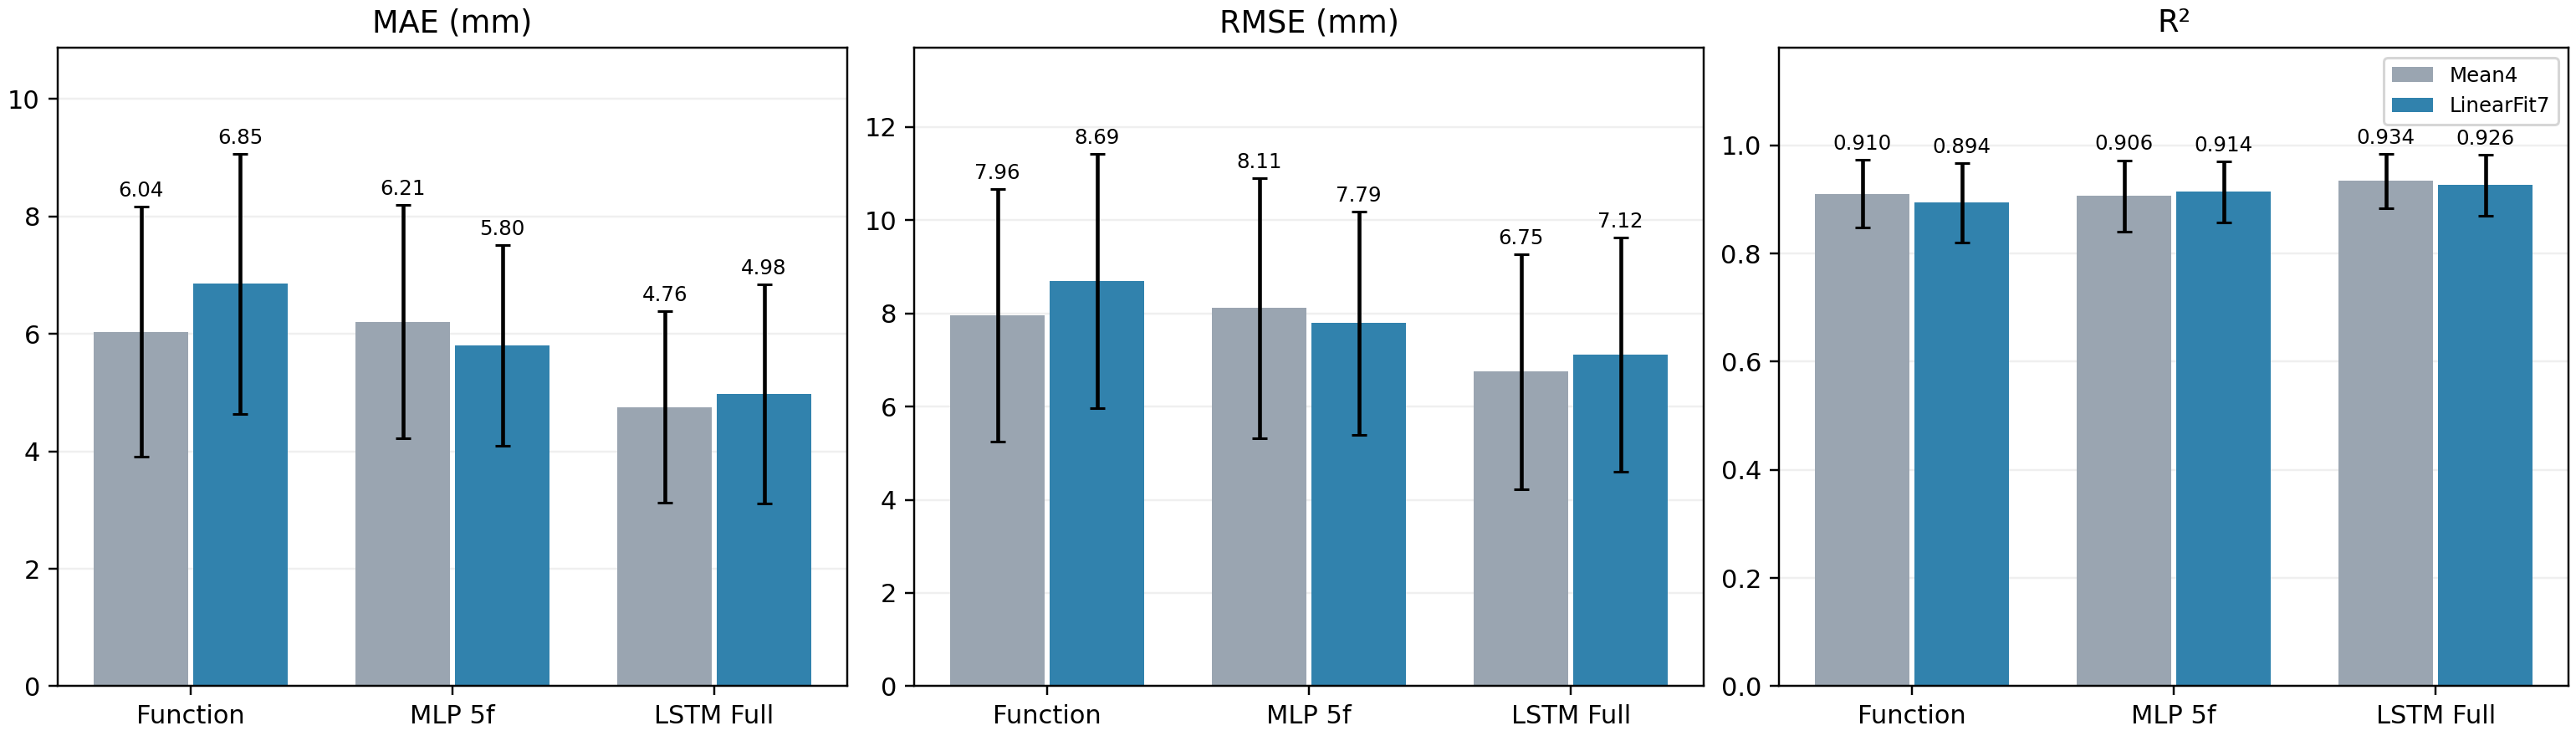 MAE (mm)
10
8
6
4
2
0
6.04
6.85
6.21
5.80
4.76
4.98
Function
MLP 5f
LSTM Full
RMSE (mm)
12
10
8
6
4
2
0
7.96
8.69
8.11
7.79
6.75
7.12
Function
MLP 5f
LSTM Full
R²
Mean4
LinearFit7
1.0
0.8
0.6
0.4
0.2
0.0
0.910
0.894
0.906
0.914
0.934
0.926
Function
MLP 5f
LSTM Full